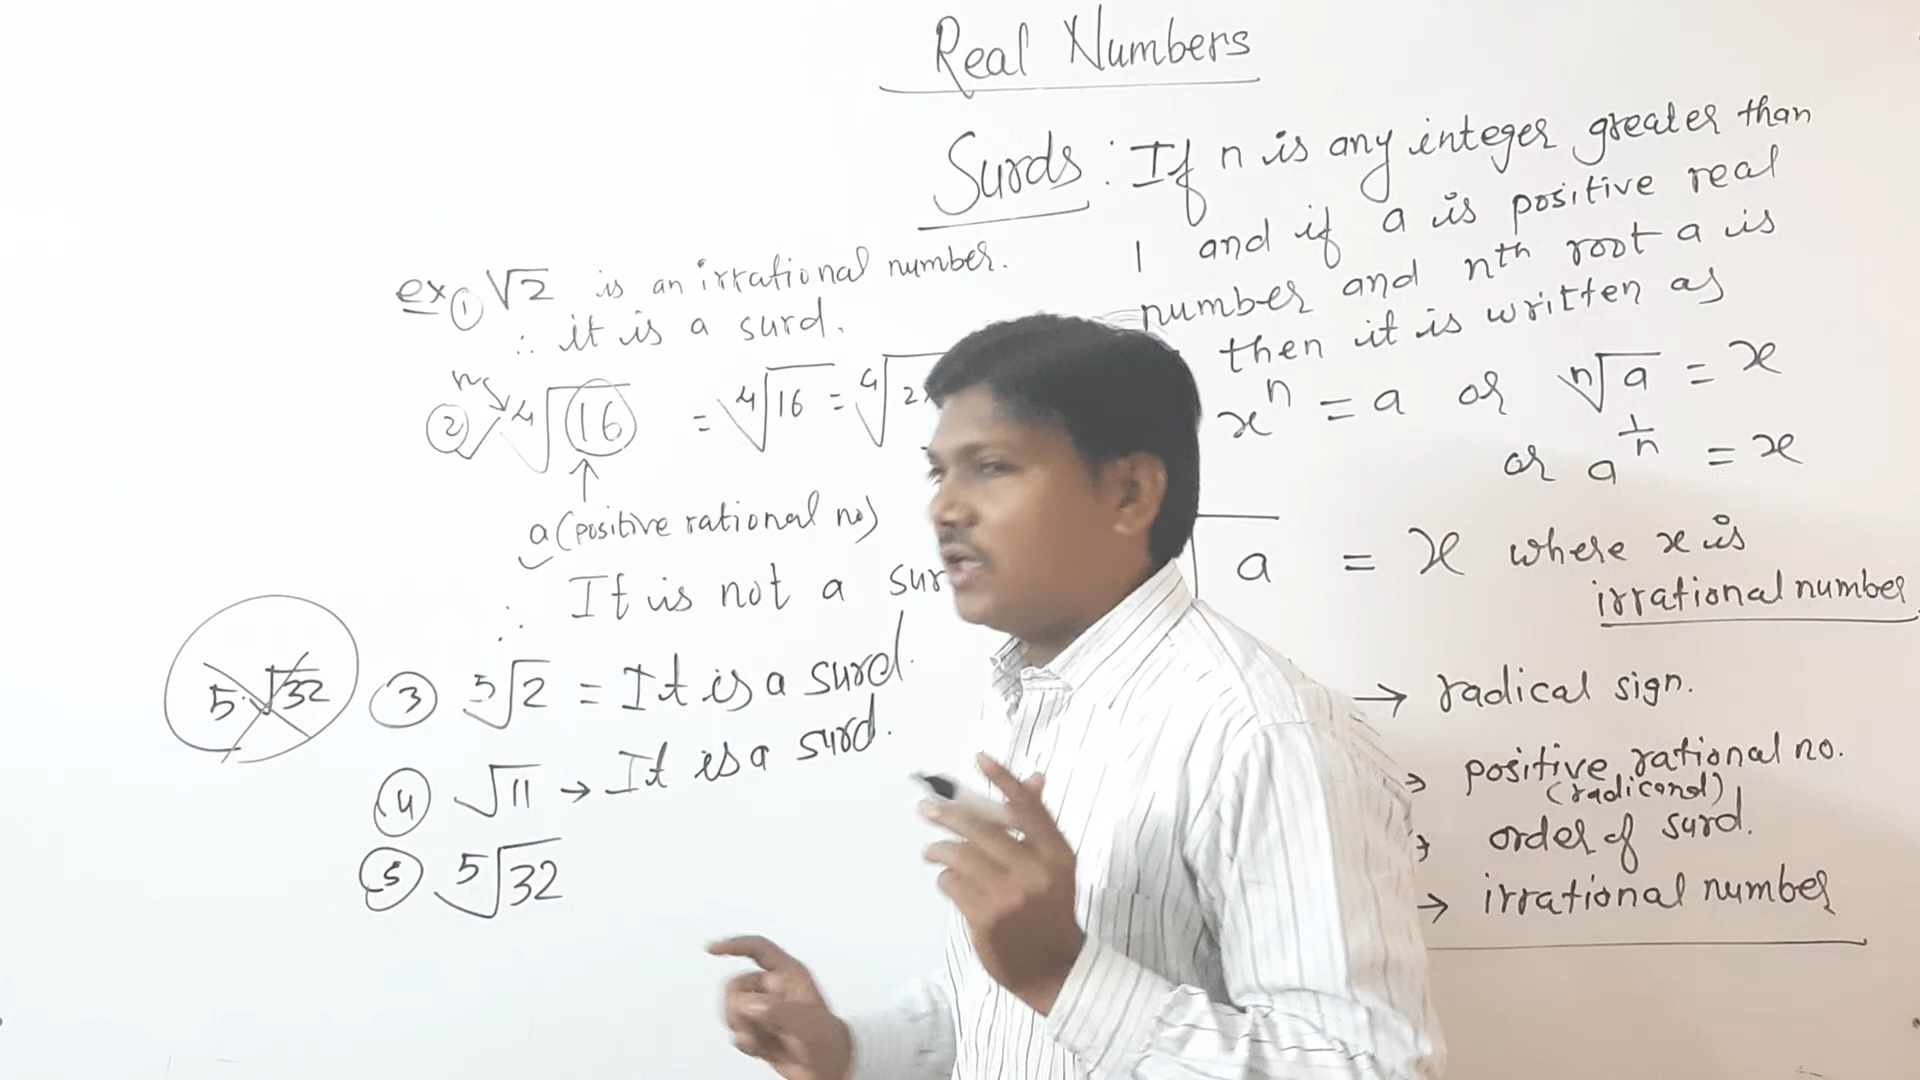 Real Numbers
Surds : If n is any integer greater than
1 and if a is positive real
number and nth root a is
then it is written as
xⁿ = a or ⁿ√a = x
or a^(1/n) = x
a = x where x is
irrational number
→ radical sign.
→ positive rational no.
(radicand)
→ order of surd.
→ irrational number
ex ① √2 is an irrational number.
∴ it is a surd.
n
② ⁴√16 = ⁴√16 = ⁴√2
↑
a (positive rational no)
∴ It is not a
5·√32
③ ⁵√2 = It is a surd.
④ √11 → It is a surd.
⑤ ⁵√32